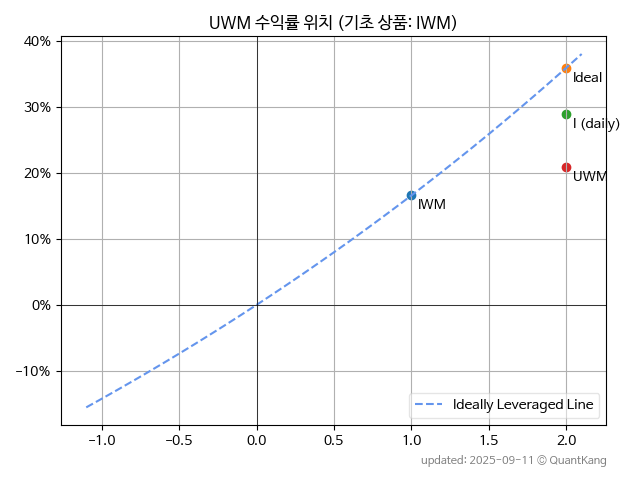 UWM 수익률 위치 (기초 상품: IWM)
40%
30%
20%
10%
0%
-10%
Ideal
I (daily)
UWM
IWM
Ideally Leveraged Line
-1.0 -0.5 0.0 0.5 1.0 1.5 2.0
updated: 2025-09-11 © QuantKang